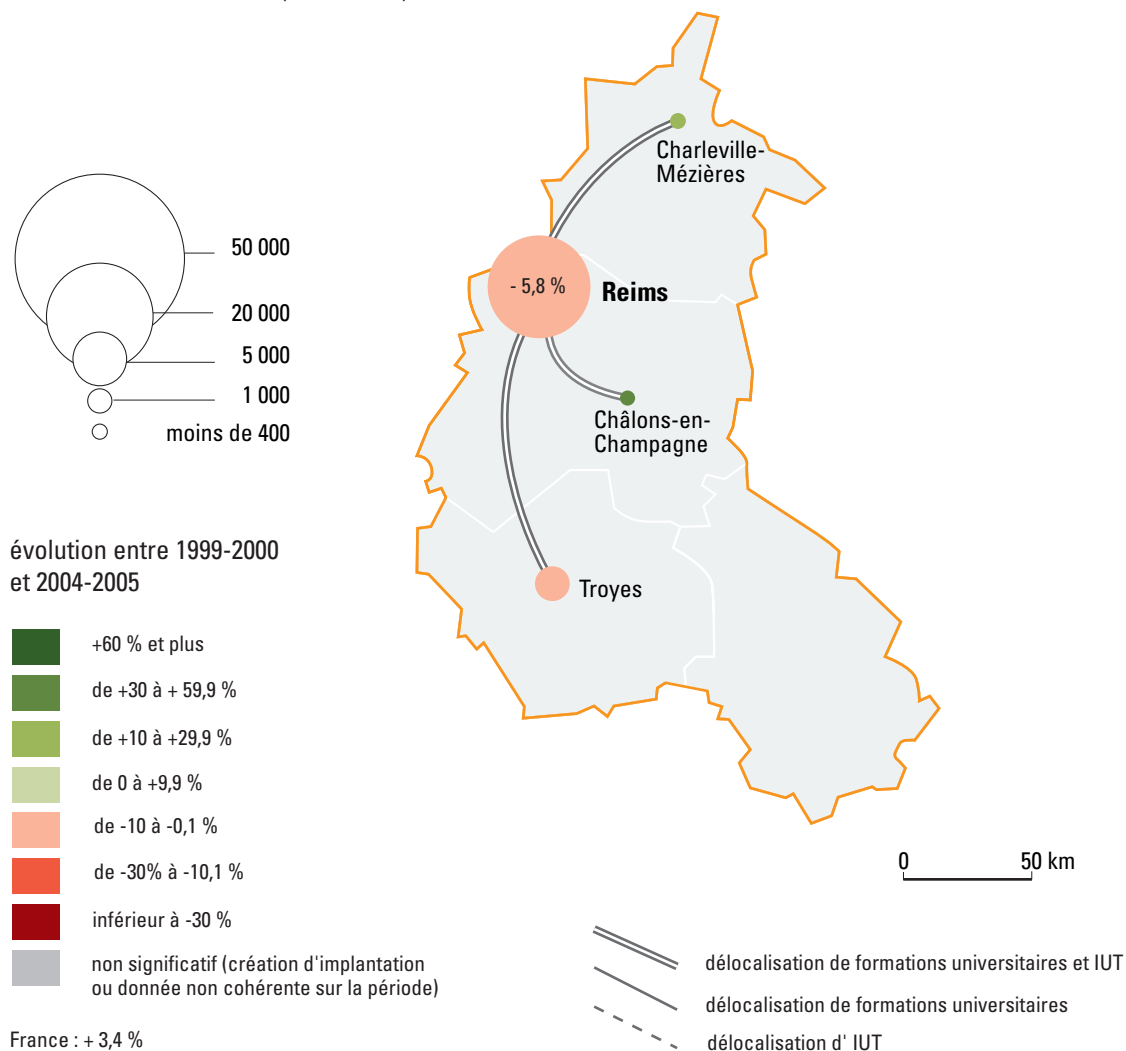 50 000
20 000
5 000
1 000
moins de 400
Charleville-
Mézières
- 5,8 %
Reims
Châlons-en-
Champagne
Troyes
évolution entre 1999-2000
et 2004-2005
+60 % et plus
de +30 à + 59,9 %
de +10 à +29,9 %
de 0 à +9,9 %
de -10 à -0,1 %
de -30% à -10,1 %
inférieur à -30 %
non significatif (création d'implantation
ou donnée non cohérente sur la période)
France : + 3,4 %
0 50 km
délocalisation de formations universitaires et IUT
délocalisation de formations universitaires
délocalisation d' IUT